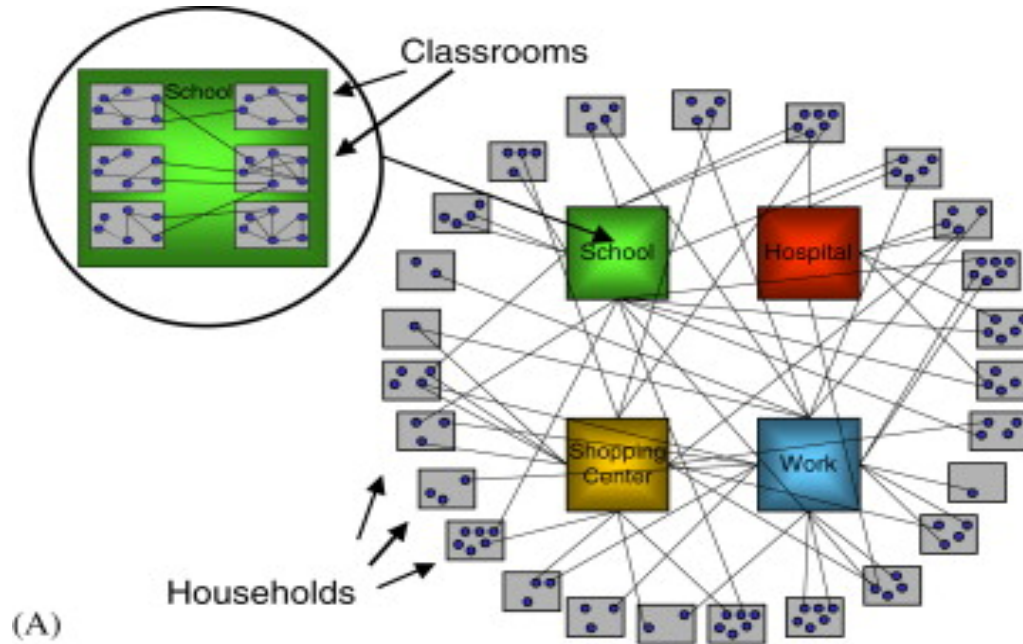 Classrooms
School
School
Hospital
Shopping
Center
Work
Households
(A)